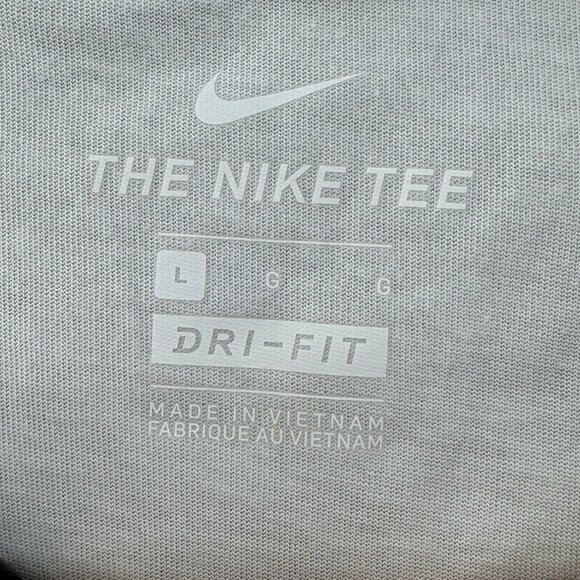 THE NIKE TEE
L G G
DRI-FIT
MADE IN VIETNAM
FABRIQUE AU VIETNAM